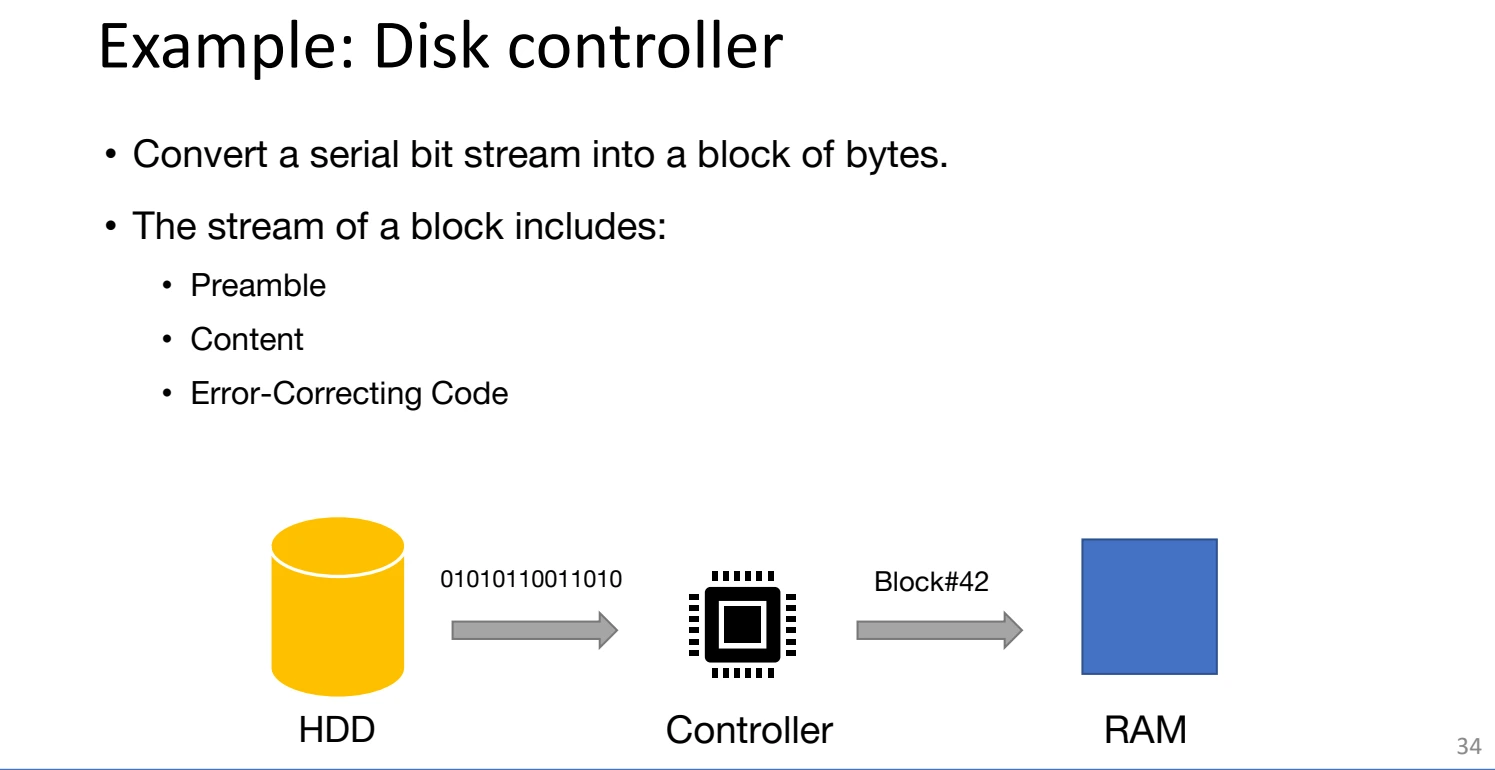 Example: Disk controller
• Convert a serial bit stream into a block of bytes.
• The stream of a block includes:
• Preamble
• Content
• Error-Correcting Code
01010110011010
Block#42
HDD
Controller
RAM
34